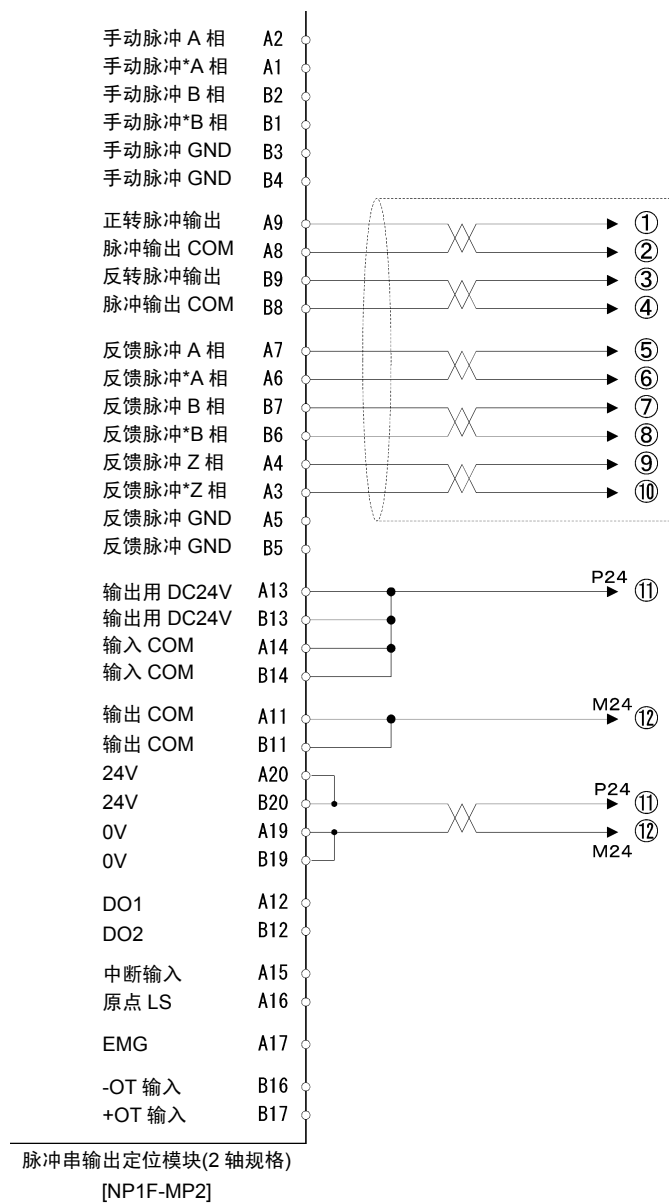 手动脉冲 A 相 A2
手动脉冲*A 相 A1
手动脉冲 B 相 B2
手动脉冲*B 相 B1
手动脉冲 GND B3
手动脉冲 GND B4
正转脉冲输出 A9 ①
脉冲输出 COM A8 ②
反转脉冲输出 B9 ③
脉冲输出 COM B8 ④
反馈脉冲 A 相 A7 ⑤
反馈脉冲*A 相 A6 ⑥
反馈脉冲 B 相 B7 ⑦
反馈脉冲*B 相 B6 ⑧
反馈脉冲 Z 相 A4 ⑨
反馈脉冲*Z 相 A3 ⑩
反馈脉冲 GND A5
反馈脉冲 GND B5
输出用 DC24V A13 P24 ⑪
输出用 DC24V B13
输入 COM A14
输入 COM B14
输出 COM A11 M24 ⑫
输出 COM B11
24V A20
24V B20 P24 ⑪
0V A19 ⑫
0V B19 M24
DO1 A12
DO2 B12
中断输入 A15
原点 LS A16
EMG A17
-OT 输入 B16
+OT 输入 B17
脉冲串输出定位模块(2 轴规格)
[NP1F-MP2]